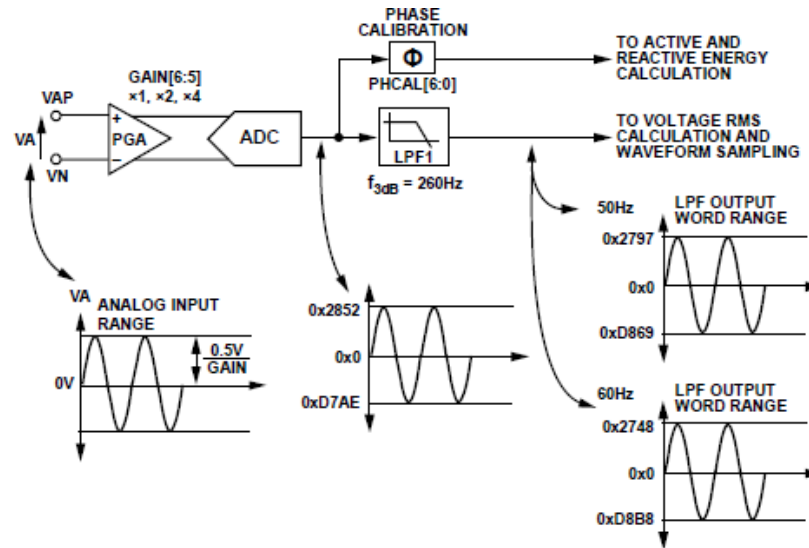 PHASE
CALIBRATION
Φ
PHCAL[6:0]
TO ACTIVE AND
REACTIVE ENERGY
CALCULATION
GAIN[6:5]
×1, ×2, ×4
VAP
+
PGA
−
VA
VN
ADC
LPF1
f3dB = 260Hz
TO VOLTAGE RMS
CALCULATION AND
WAVEFORM SAMPLING
50Hz
LPF OUTPUT
WORD RANGE
0x2797
0x0
0xD869
VA
ANALOG INPUT
RANGE
0V
0.5V
GAIN
0x2852
0x0
0xD7AE
60Hz
LPF OUTPUT
WORD RANGE
0x2748
0x0
0xD8B8